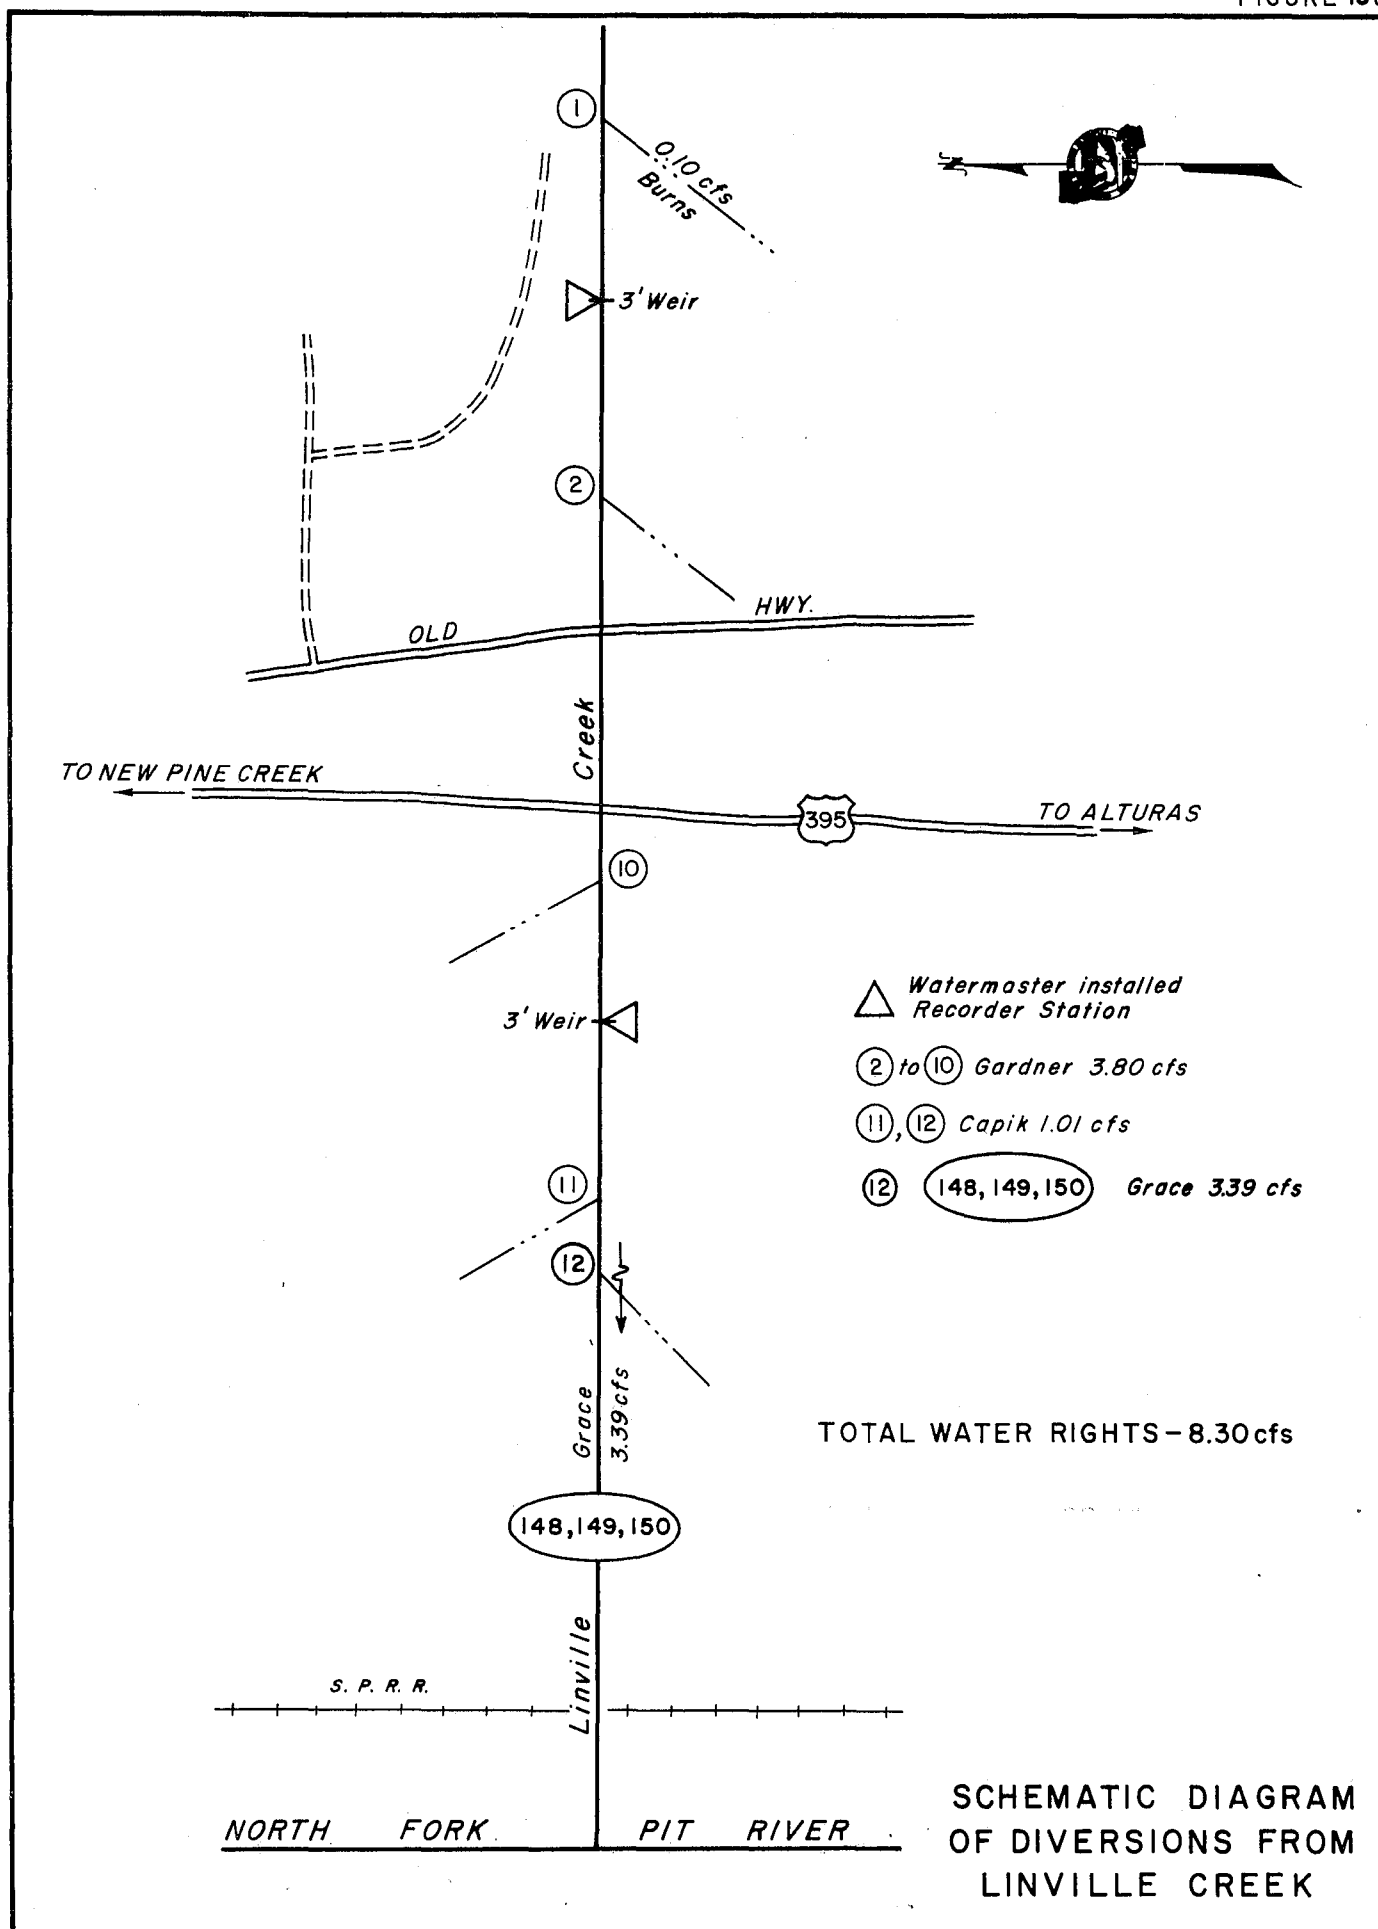 1
0.10 cfs
Burns
N
3' Weir
2
OLD HWY.
Creek
TO NEW PINE CREEK
395
TO ALTURAS
10
3' Weir
Watermaster installed
Recorder Station
2 to 10 Gardner 3.80 cfs
11, 12 Capik 1.01 cfs
12 148, 149, 150 Grace 3.39 cfs
11
12
Grace
3.39 cfs
TOTAL WATER RIGHTS - 8.30 cfs
148, 149, 150
Linville
S. P. R. R.
NORTH FORK PIT RIVER
SCHEMATIC DIAGRAM
OF DIVERSIONS FROM
LINVILLE CREEK